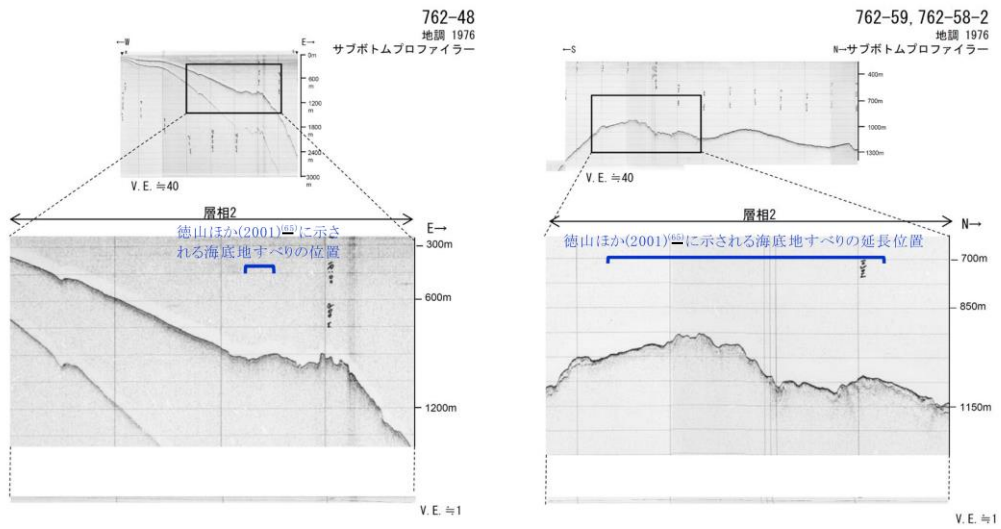 762-48
地調 1976
サブボトムプロファイラー
←W
E→
0m
600
m
1200
m
1800
m
2400
m
3000
m
V.E.≒40
層相2
E→
徳山ほか(2001)(65)に示さ
れる海底地すべりの位置
300m
600m
1200m
V.E.≒1
762-59, 762-58-2
地調 1976
サブボトムプロファイラー
←S
N→
400m
700m
1000m
1300m
V.E.≒40
層相2
N→
徳山ほか(2001)(65)に示される海底地すべりの延長位置
700m
850m
1150m
V.E.≒1